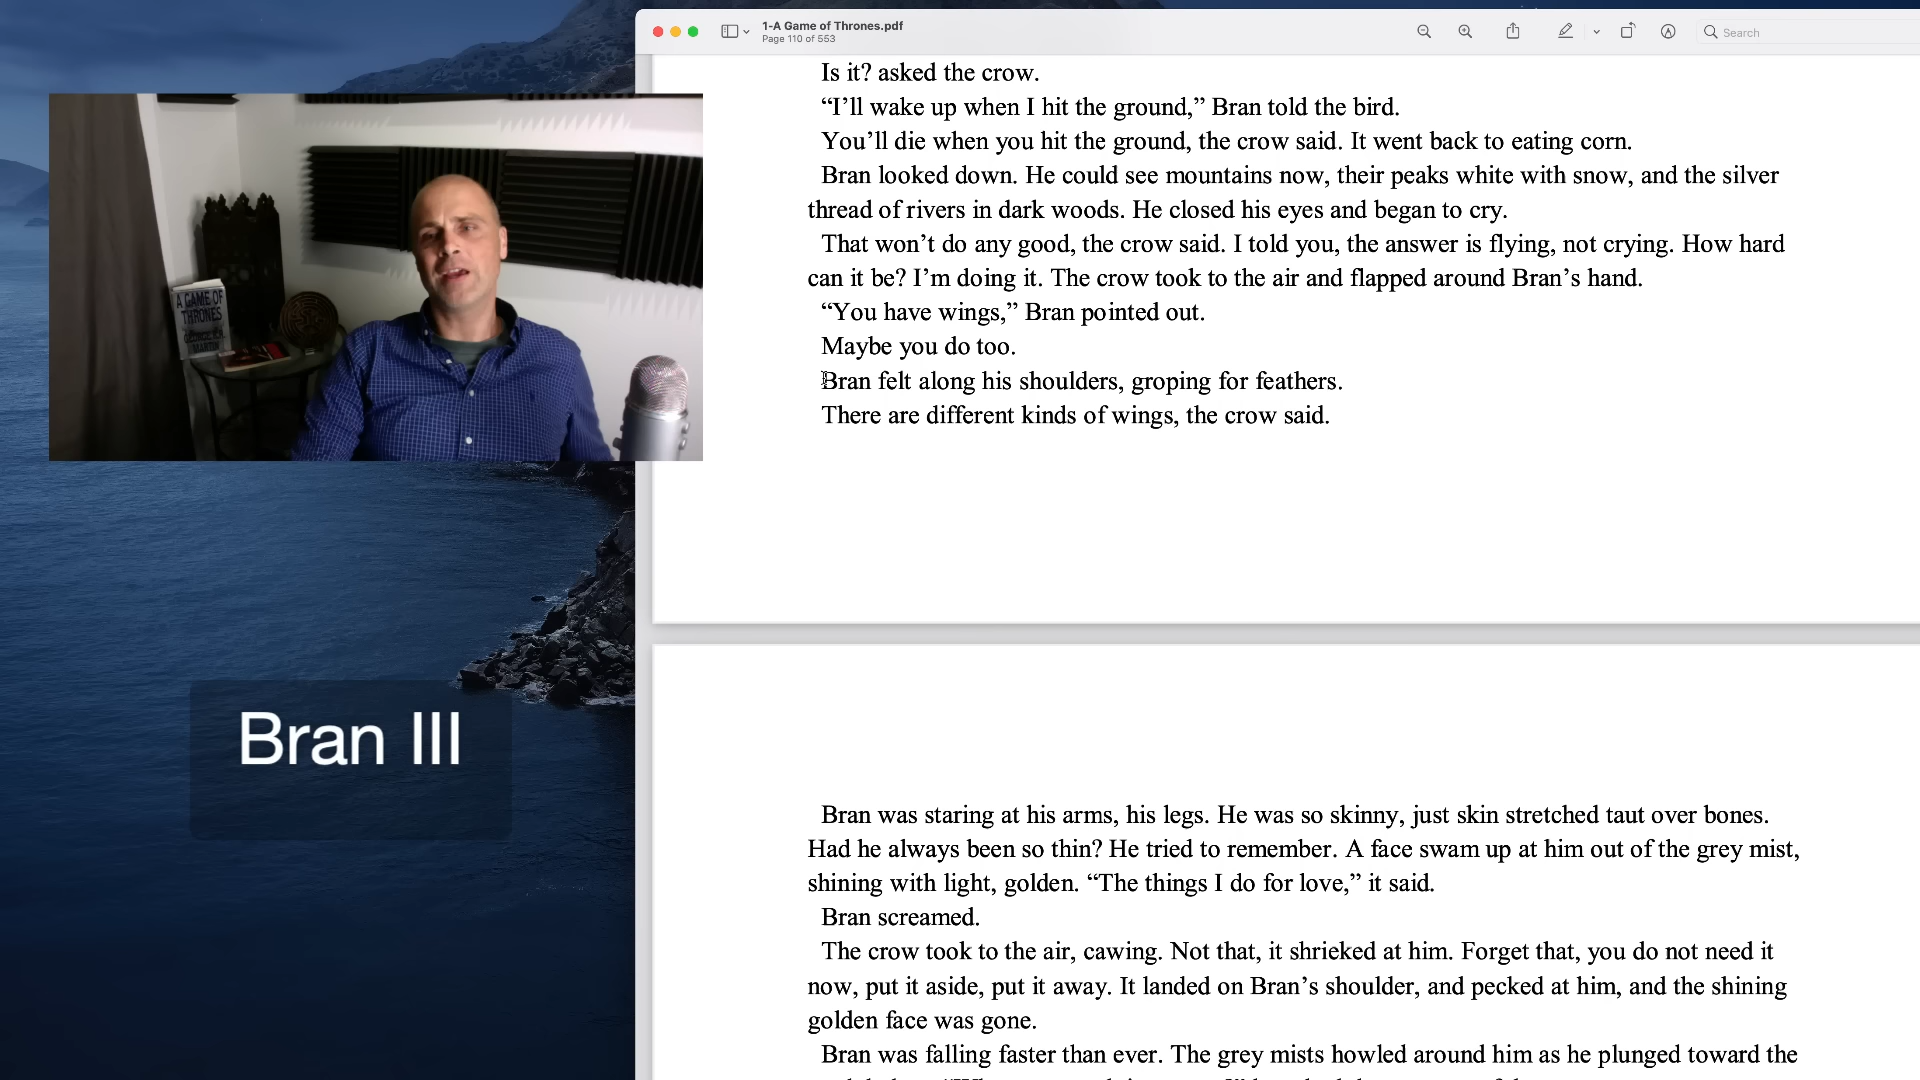 1-A Game of Thrones.pdf
Page 110 of 553
Search
Is it? asked the crow.
“I’ll wake up when I hit the ground,” Bran told the bird.
You’ll die when you hit the ground, the crow said. It went back to eating corn.
Bran looked down. He could see mountains now, their peaks white with snow, and the silver
thread of rivers in dark woods. He closed his eyes and began to cry.
That won’t do any good, the crow said. I told you, the answer is flying, not crying. How hard
can it be? I’m doing it. The crow took to the air and flapped around Bran’s hand.
“You have wings,” Bran pointed out.
Maybe you do too.
Bran felt along his shoulders, groping for feathers.
There are different kinds of wings, the crow said.
A GAME OF
THRONES
GEORGE R.R.
MARTIN
Bran III
Bran was staring at his arms, his legs. He was so skinny, just skin stretched taut over bones.
Had he always been so thin? He tried to remember. A face swam up at him out of the grey mist,
shining with light, golden. “The things I do for love,” it said.
Bran screamed.
The crow took to the air, cawing. Not that, it shrieked at him. Forget that, you do not need it
now, put it aside, put it away. It landed on Bran’s shoulder, and pecked at him, and the shining
golden face was gone.
Bran was falling faster than ever. The grey mists howled around him as he plunged toward the